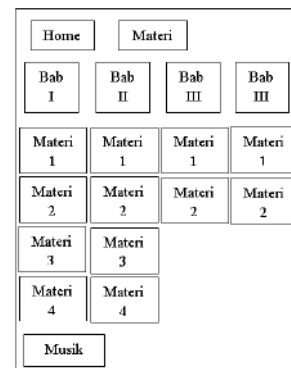 Home Materi
Bab Bab Bab Bab
I II III III
Materi Materi Materi Materi
1 1 1 1
Materi Materi Materi Materi
2 2 2 2
Materi Materi
3 3
Materi Materi
4 4
Musik